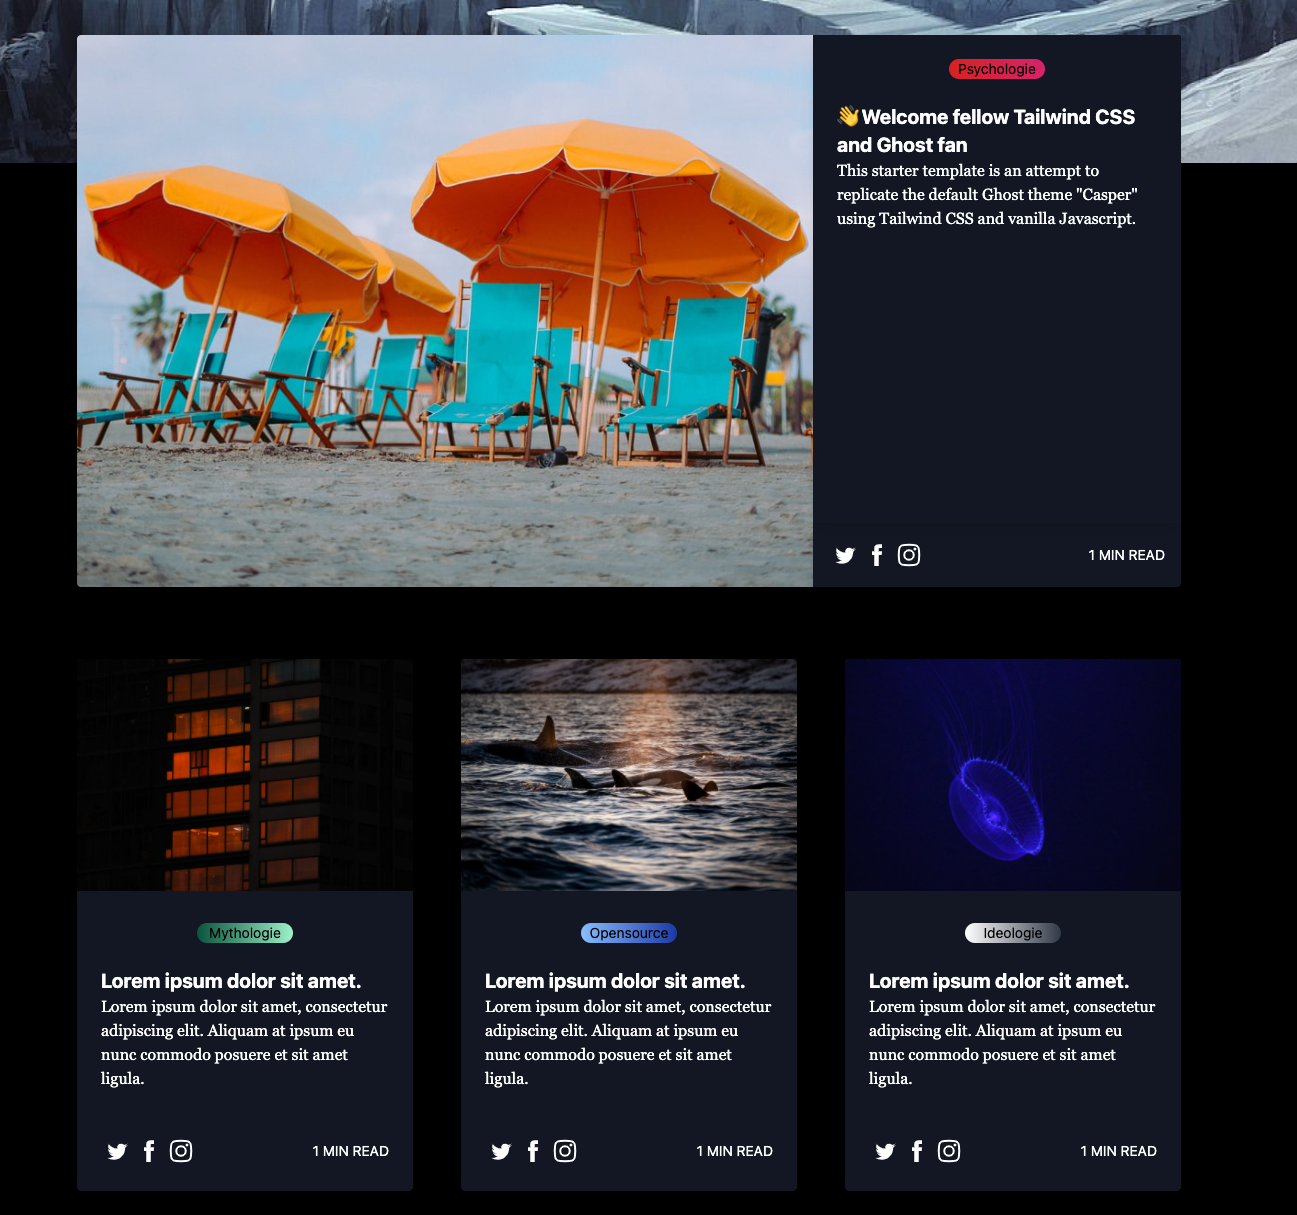 Psychologie
👋Welcome fellow Tailwind CSS
and Ghost fan
This starter template is an attempt to
replicate the default Ghost theme "Casper"
using Tailwind CSS and vanilla Javascript.
1 MIN READ
Mythologie
Lorem ipsum dolor sit amet.
Lorem ipsum dolor sit amet, consectetur
adipiscing elit. Aliquam at ipsum eu
nunc commodo posuere et sit amet
ligula.
1 MIN READ
Opensource
Lorem ipsum dolor sit amet.
Lorem ipsum dolor sit amet, consectetur
adipiscing elit. Aliquam at ipsum eu
nunc commodo posuere et sit amet
ligula.
1 MIN READ
Ideologie
Lorem ipsum dolor sit amet.
Lorem ipsum dolor sit amet, consectetur
adipiscing elit. Aliquam at ipsum eu
nunc commodo posuere et sit amet
ligula.
1 MIN READ